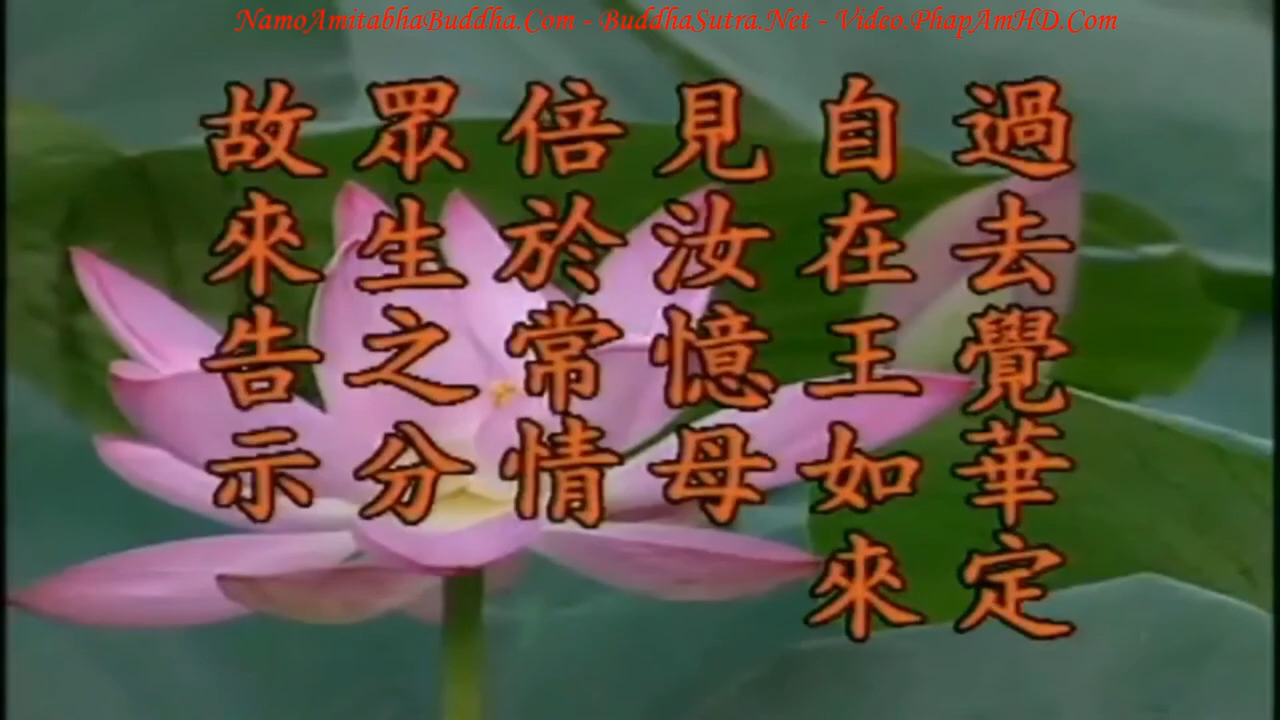 NamoAmitabhaBuddha.Com - BuddhaSutra.Net - Video.PhapAmHD.Com
過去覺華定
自在王如來
見汝憶母
倍於常情
眾生之分
故來告示